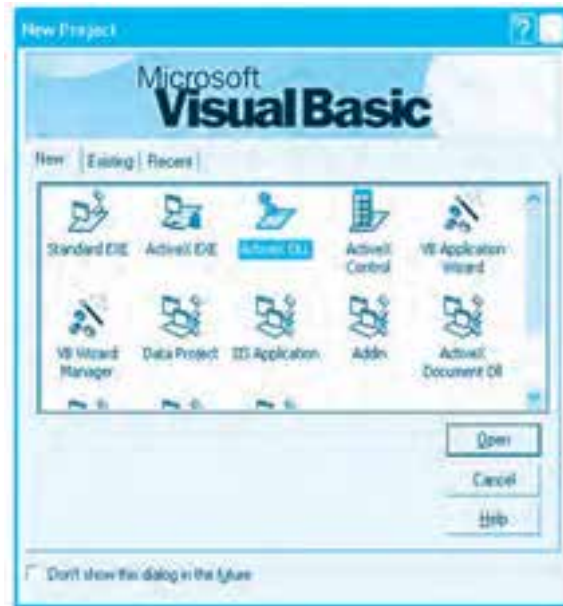 New Project
Microsoft
Visual Basic
New Existing Recent
Standard EXE ActiveX EXE ActiveX DLL ActiveX Control VB Application Wizard
VB Wizard Manager Data Project IIS Application Addin ActiveX Document Dll
Open
Cancel
Help
Don't show this dialog in the future